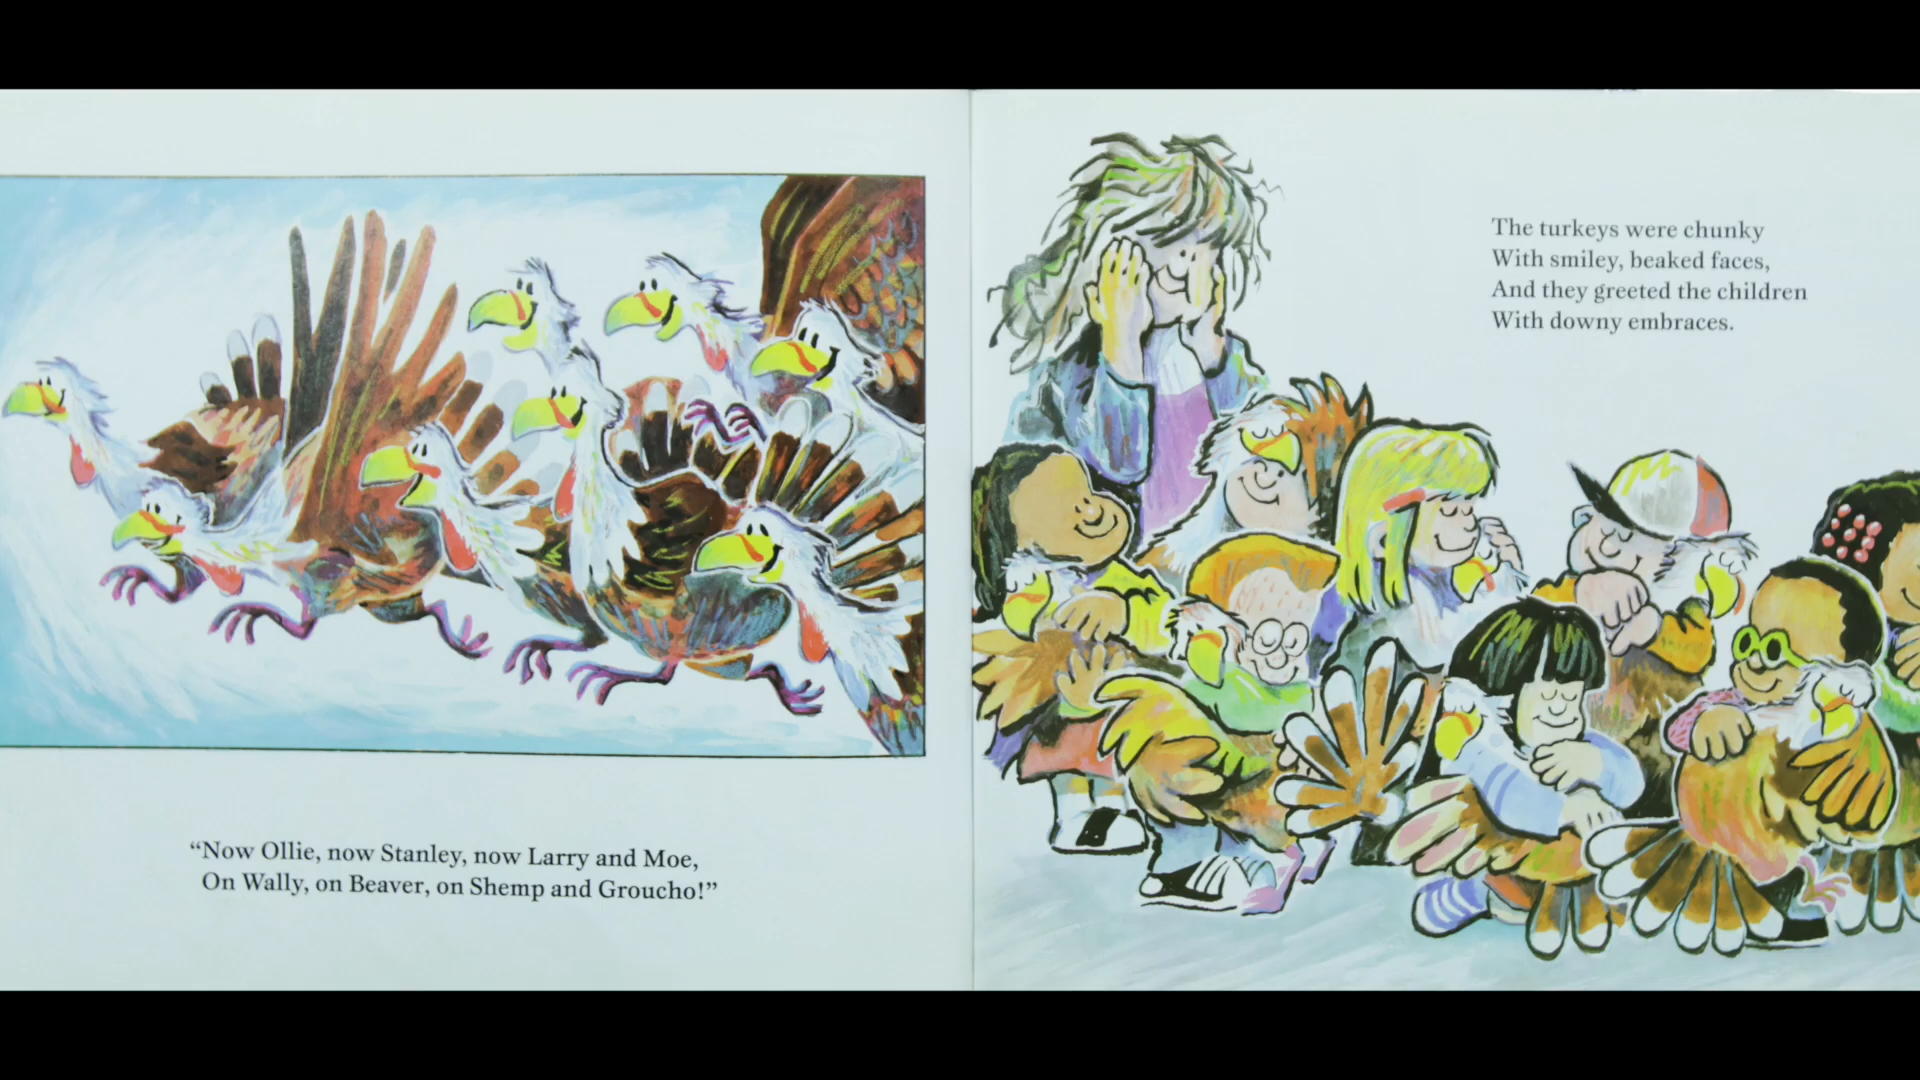 “Now Ollie, now Stanley, now Larry and Moe,
On Wally, on Beaver, on Shemp and Groucho!”
The turkeys were chunky
With smiley, beaked faces,
And they greeted the children
With downy embraces.